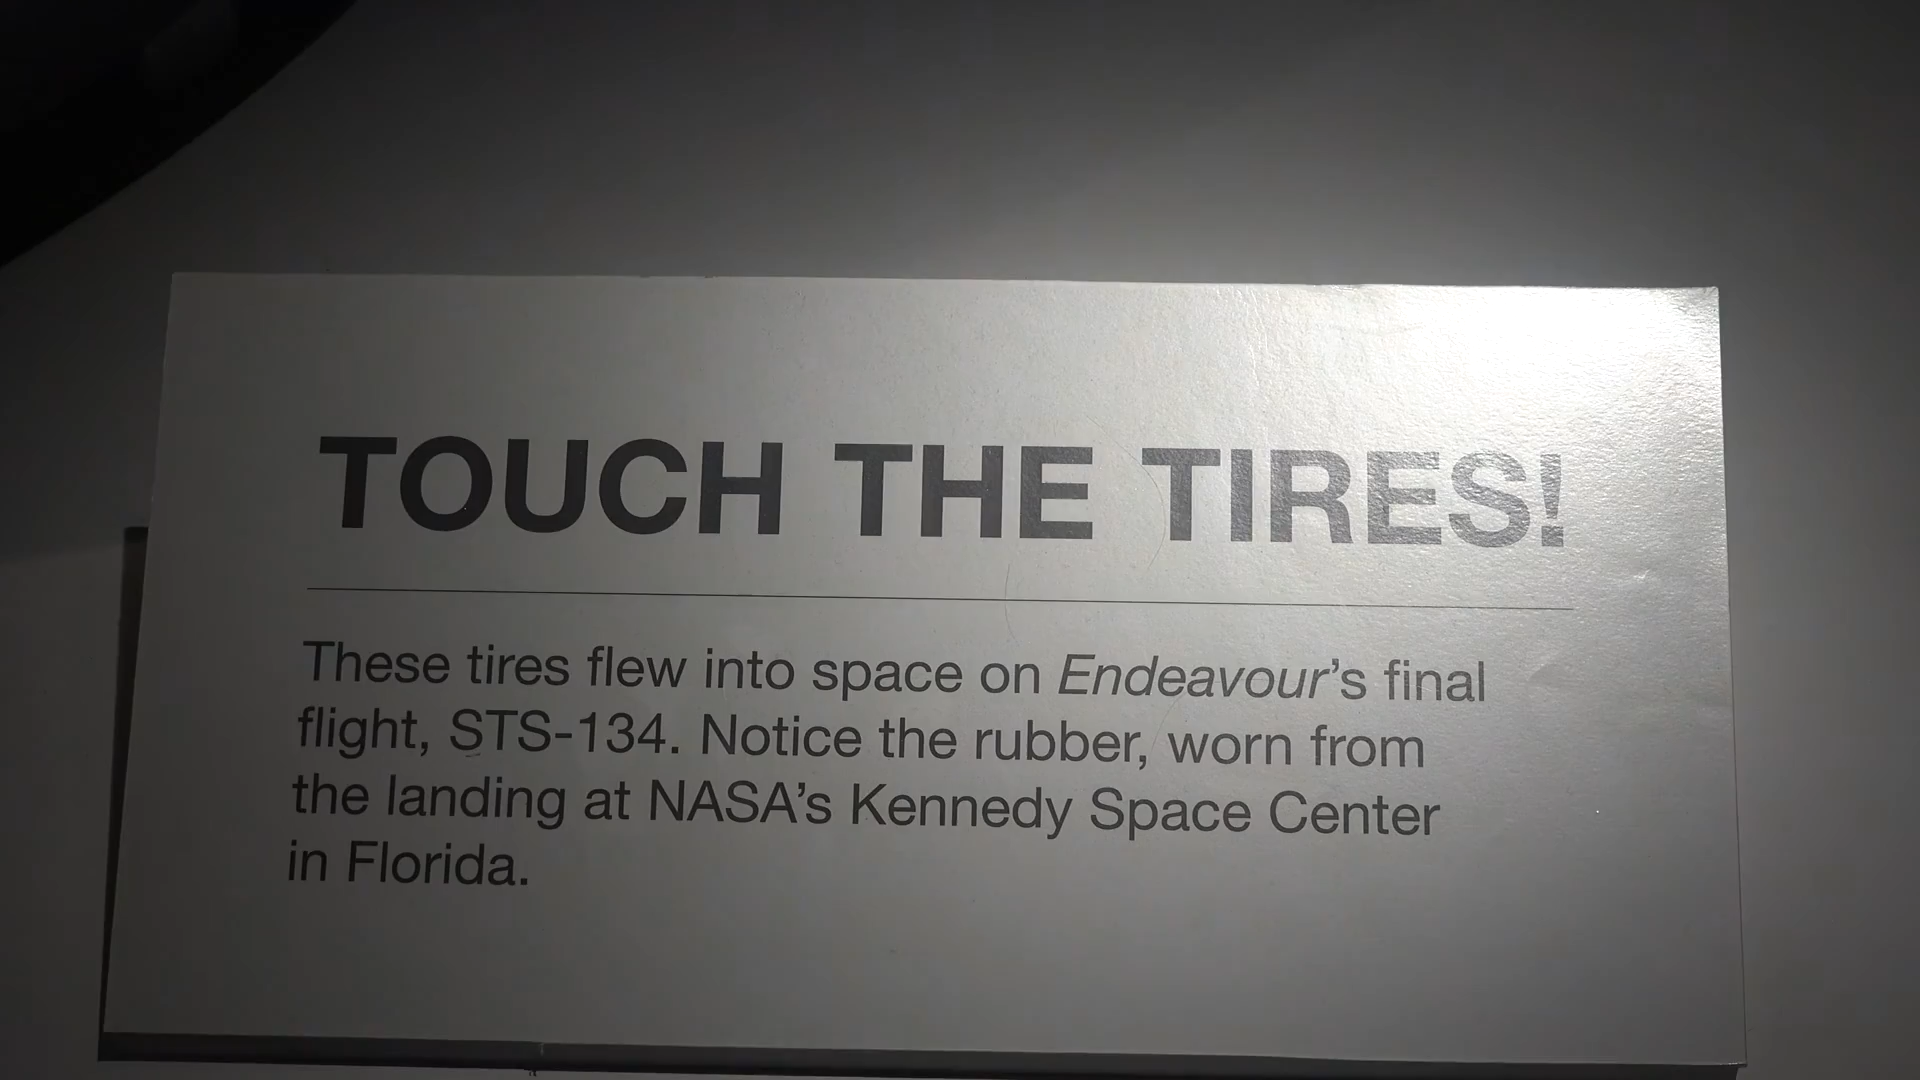 TOUCH THE TIRES!
These tires flew into space on Endeavour’s final
flight, STS-134. Notice the rubber, worn from
the landing at NASA’s Kennedy Space Center
in Florida.